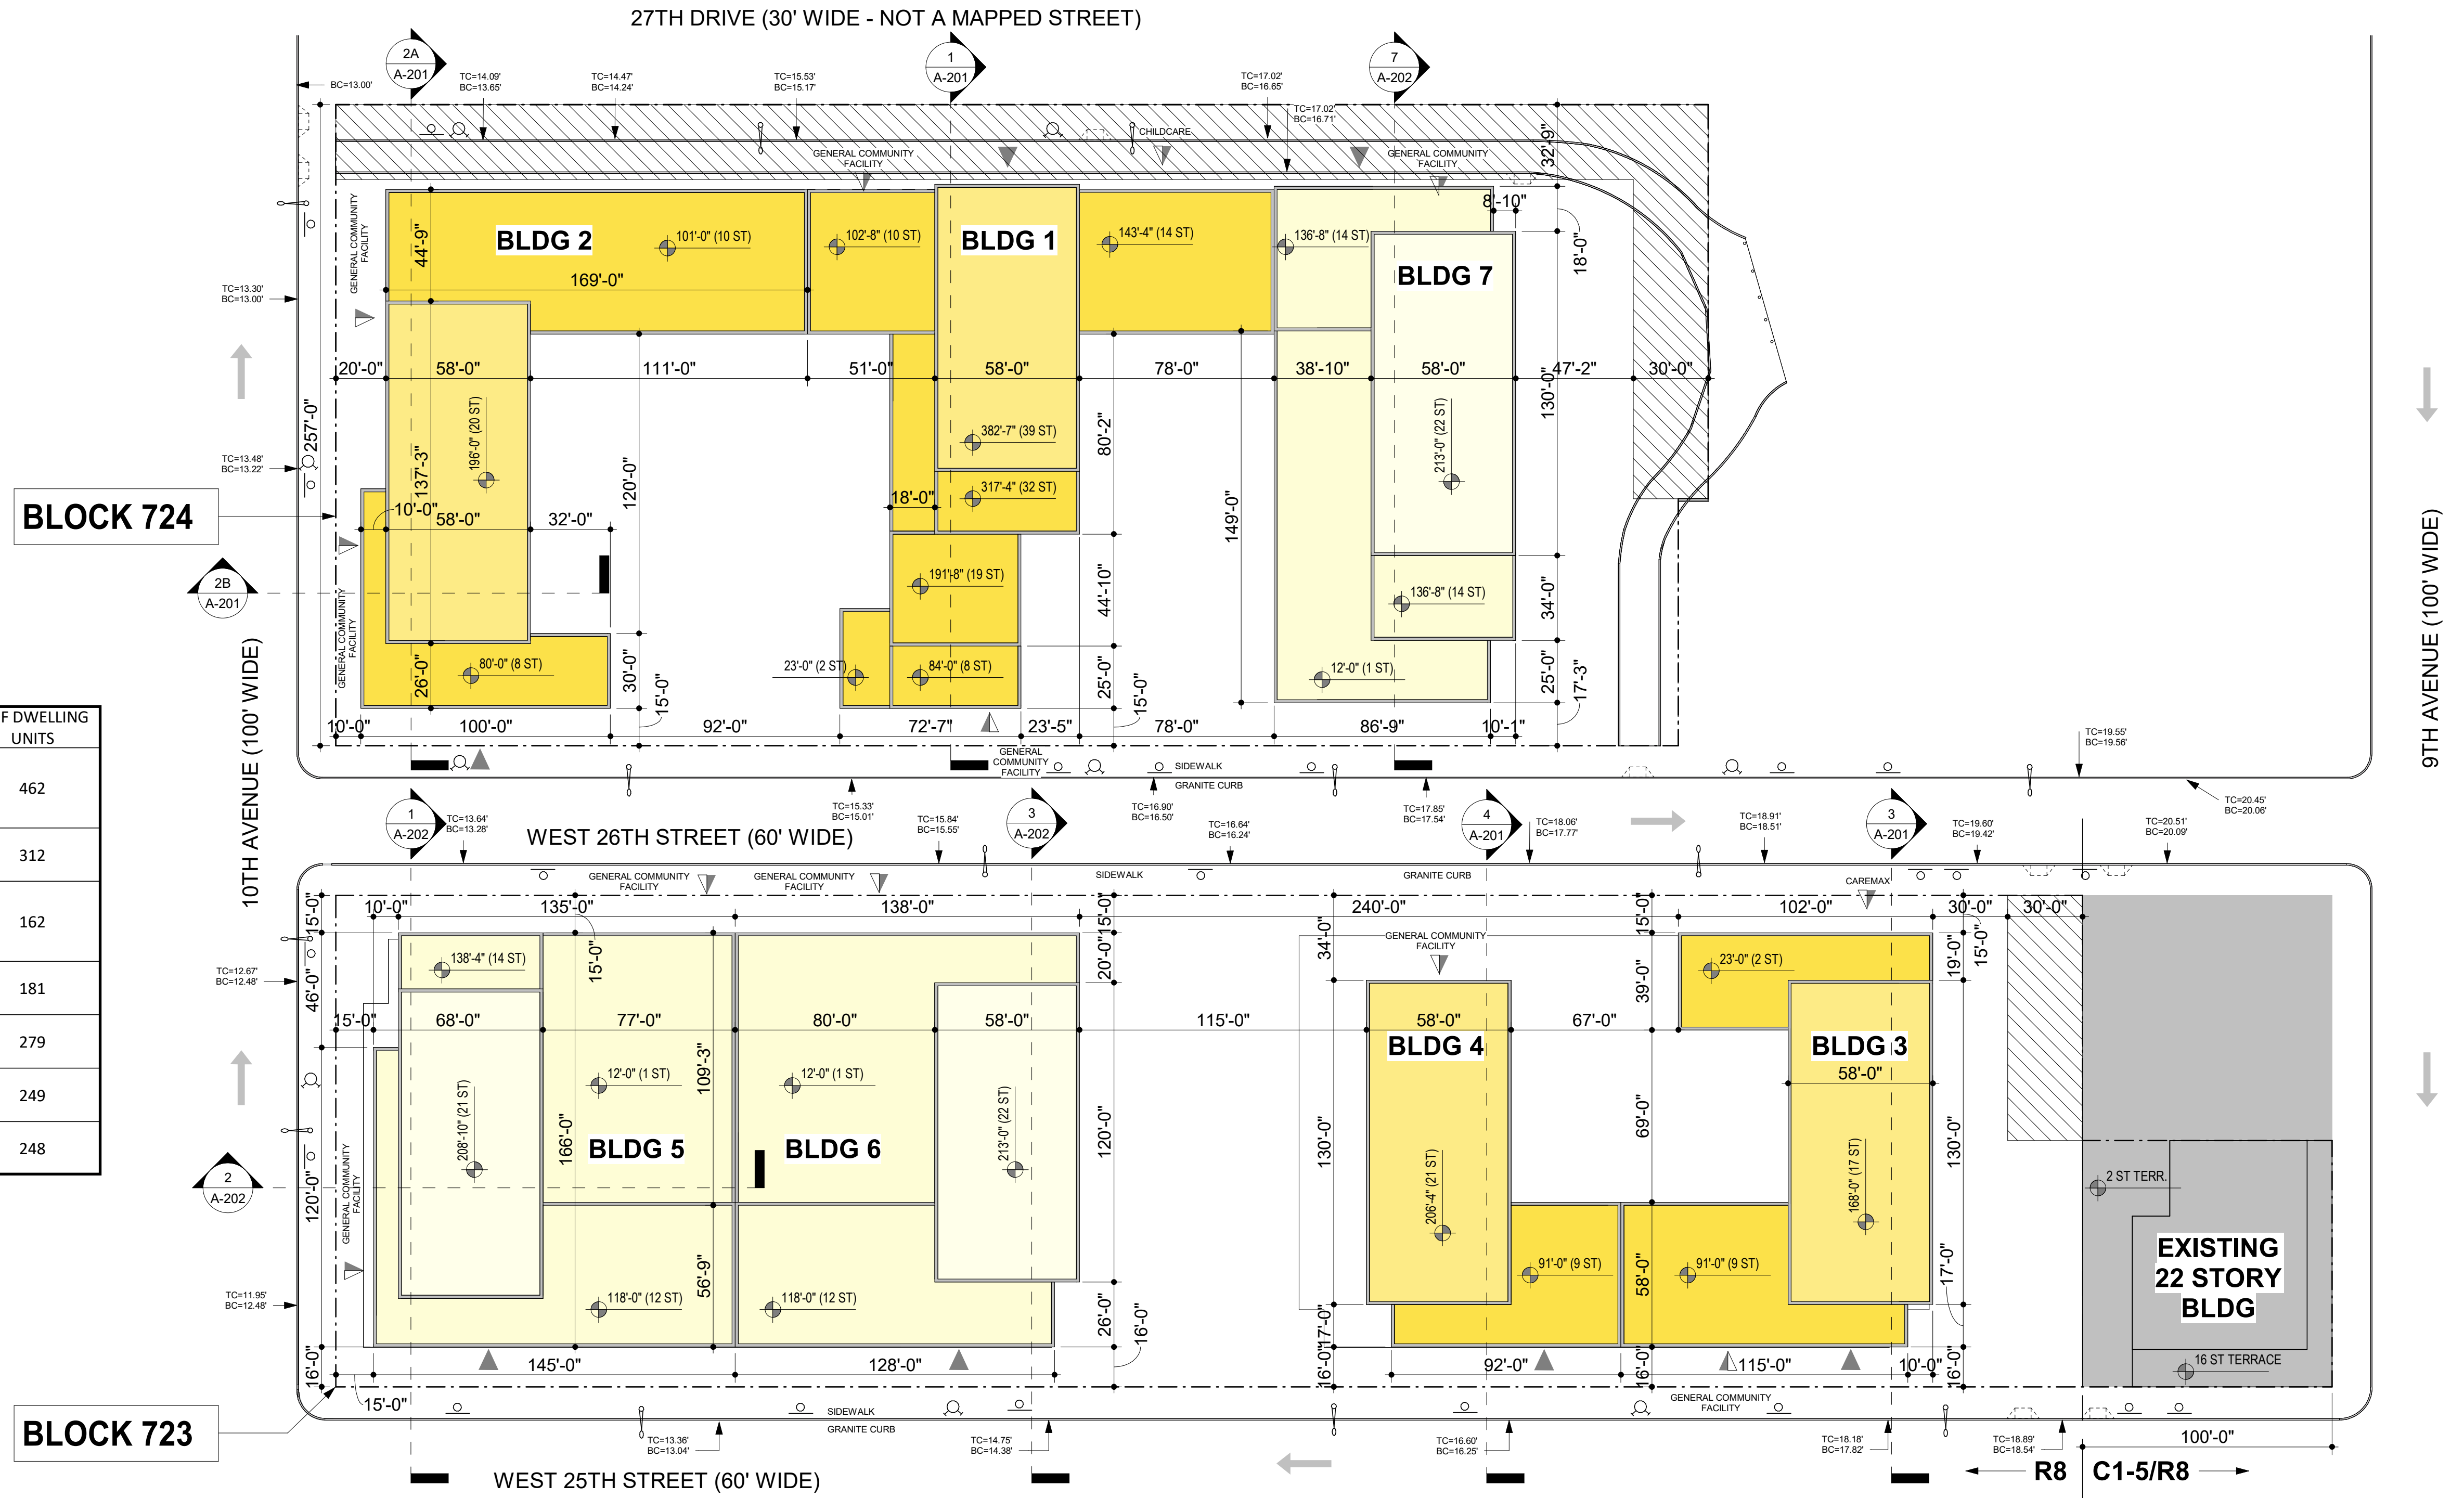 27TH DRIVE (30' WIDE - NOT A MAPPED STREET)
2A
A-201
1
A-201
7
A-202
BC=13.00'
TC=14.09'
BC=13.65'
TC=14.47'
BC=14.24'
TC=15.53'
BC=15.17'
TC=17.02'
BC=16.65'
TC=17.02'
BC=16.71'
CHILDCARE
GENERAL COMMUNITY
FACILITY
GENERAL COMMUNITY
FACILITY
32'-9"
8'-10"
GENERAL COMMUNITY
FACILITY
44'-9"
BLDG 2
101'-0" (10 ST)
102'-8" (10 ST)
BLDG 1
143'-4" (14 ST)
136'-8" (14 ST)
BLDG 7
18'-0"
169'-0"
TC=13.30'
BC=13.00'
20'-0"
58'-0"
111'-0"
51'-0"
58'-0"
78'-0"
38'-10"
58'-0"
47'-2"
30'-0"
257'-0"
196'-0" (20 ST)
137'-3"
120'-0"
382'-7" (39 ST)
80'-2"
213'-0" (22 ST)
130'-0"
TC=13.48'
BC=13.22'
BLOCK 724
10'-0"
58'-0"
32'-0"
18'-0"
317'-4" (32 ST)
149'-0"
9TH AVENUE (100' WIDE)
2B
A-201
GENERAL COMMUNITY
FACILITY
191'-8" (19 ST)
44'-10"
136'-8" (14 ST)
34'-0"
10TH AVENUE (100' WIDE)
26'-0"
80'-0" (8 ST)
30'-0"
15'-0"
23'-0" (2 ST)
84'-0" (8 ST)
25'-0"
15'-0"
12'-0" (1 ST)
25'-0"
17'-3"
10'-0"
100'-0"
92'-0"
72'-7"
23'-5"
78'-0"
86'-9"
10'-1"
F DWELLING
UNITS
462
312
162
181
279
249
248
GENERAL
COMMUNITY
FACILITY
SIDEWALK
GRANITE CURB
TC=19.55'
BC=19.56'
TC=20.45'
BC=20.06'
1
A-202
TC=13.64'
BC=13.28'
WEST 26TH STREET (60' WIDE)
TC=15.33'
BC=15.01'
TC=15.84'
BC=15.55'
3
A-202
TC=16.90'
BC=16.50'
TC=16.64'
BC=16.24'
TC=17.85'
BC=17.54'
4
A-201
TC=18.06'
BC=17.77'
TC=18.91'
BC=18.51'
3
A-201
TC=19.60'
BC=19.42'
TC=20.51'
BC=20.09'
GENERAL COMMUNITY
FACILITY
GENERAL COMMUNITY
FACILITY
SIDEWALK
GRANITE CURB
CAREMAX
15'-0"
10'-0"
135'-0"
138'-0"
15'-0"
240'-0"
15'-0"
102'-0"
30'-0"
30'-0"
15'-0"
138'-4" (14 ST)
15'-0"
20'-0"
34'-0"
GENERAL COMMUNITY
FACILITY
39'-0"
23'-0" (2 ST)
19'-0"
TC=12.67'
BC=12.48'
46'-0"
15'-0"
68'-0"
77'-0"
80'-0"
58'-0"
115'-0"
58'-0"
67'-0"
BLDG 4
BLDG 3
58'-0"
109'-3"
12'-0" (1 ST)
12'-0" (1 ST)
208'-10" (21 ST)
166'-0"
BLDG 5
BLDG 6
213'-0" (22 ST)
120'-0"
130'-0"
69'-0"
130'-0"
2
A-202
120'-0"
GENERAL COMMUNITY
FACILITY
206'-4" (21 ST)
168'-0" (17 ST)
2 ST TERR.
EXISTING
22 STORY
BLDG
56'-9"
118'-0" (12 ST)
118'-0" (12 ST)
26'-0"
16'-0"
91'-0" (9 ST)
58'-0"
91'-0" (9 ST)
17'-0"
TC=11.95'
BC=12.48'
17'-0"
16'-0"
145'-0"
128'-0"
16'-0"
92'-0"
16'-0"
115'-0"
10'-0"
16'-0"
16 ST TERRACE
15'-0"
GENERAL COMMUNITY
FACILITY
BLOCK 723
SIDEWALK
GRANITE CURB
TC=13.36'
BC=13.04'
TC=14.75'
BC=14.38'
TC=16.60'
BC=16.25'
TC=18.18'
BC=17.82'
TC=18.89'
BC=18.54'
100'-0"
WEST 25TH STREET (60' WIDE)
R8
C1-5/R8